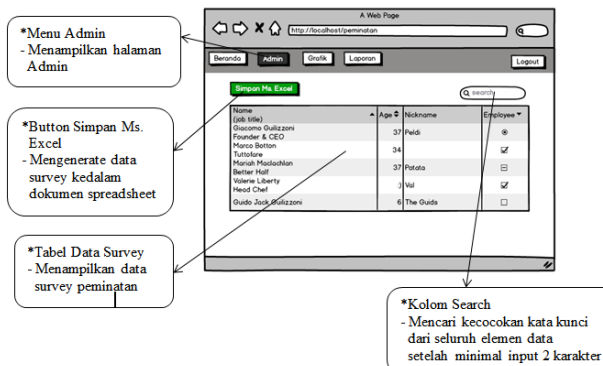 A Web Page
http://localhost/peminatan
Beranda Admin Grafik Laporan Logout
Simpan Ms. Excel
search
Name
(job title) Age Nickname Employee
Giacomo Guilizzoni
Founder & CEO 37 Peldi
Marco Botton
Tuttofare 34
Mariah Maclachlan
Better Half 37 Patata
Valerie Liberty
Head Chef :) Val
Guido Jack Guilizzoni 6 The Guids
*Menu Admin
- Menampilkan halaman
Admin
*Button Simpan Ms.
Excel
- Mengenerate data
survey kedalam
dokumen spreadsheet
*Tabel Data Survey
- Menampilkan data
survey peminatan
*Kolom Search
- Mencari kecocokan kata kunci
dari seluruh elemen data
setelah minimal input 2 karakter